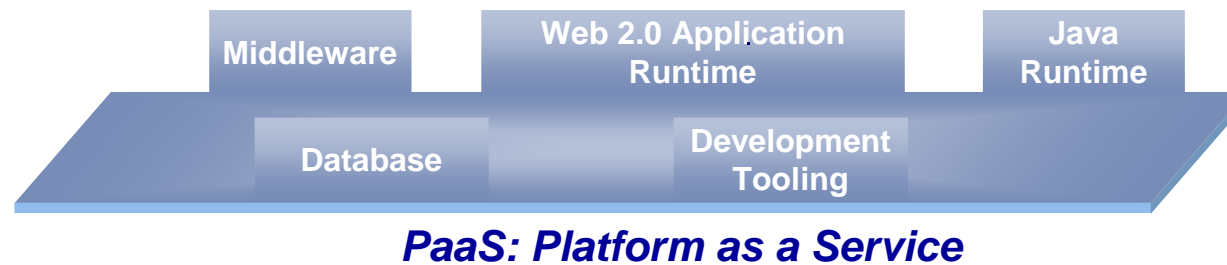 Middleware
Web 2.0 Application
Runtime
Java
Runtime
Database
Development
Tooling
PaaS: Platform as a Service